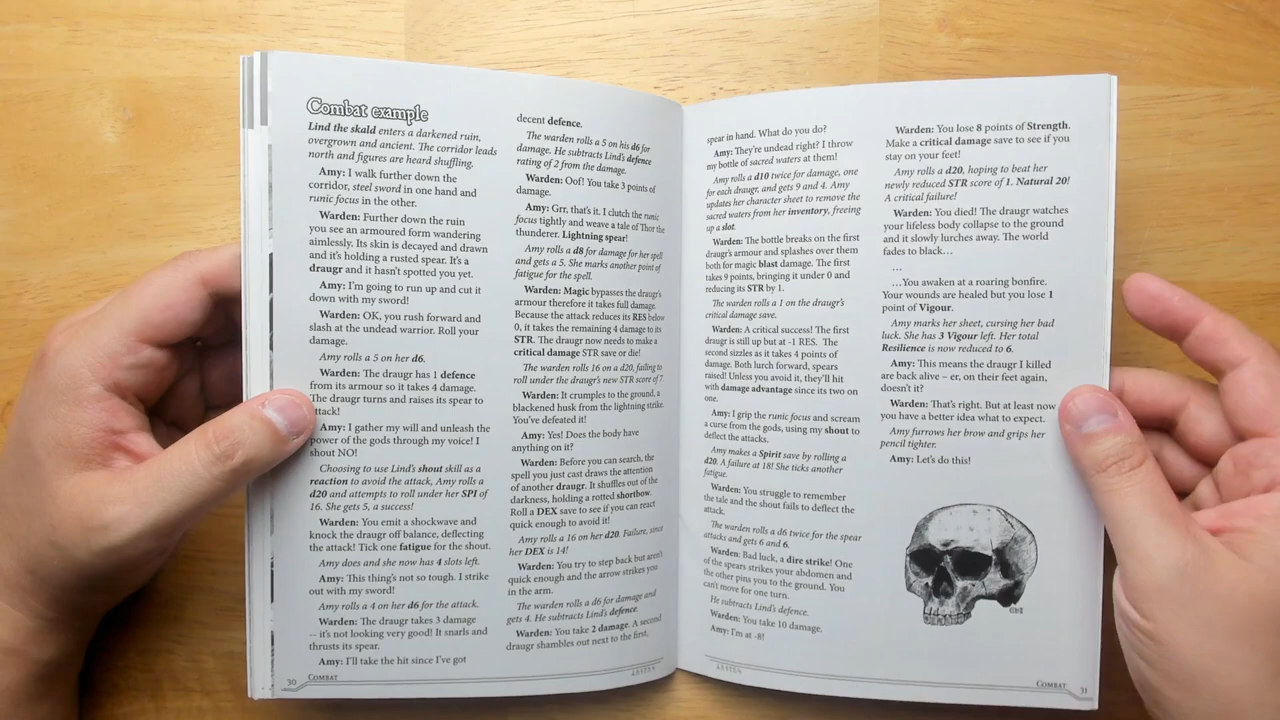 Combat example
Lind the skald enters a darkened ruin,
overgrown and ancient. The corridor leads
north and figures are heard shuffling.
Amy: I walk further down the
corridor, steel sword in one hand and
runic focus in the other.
Warden: Further down the ruin
you see an armoured form wandering
aimlessly. Its skin is decayed and drawn
and it's holding a rusted spear. It's a
draugr and it hasn't spotted you yet.
Amy: I'm going to run up and cut it
down with my sword!
Warden: OK, you rush forward and
slash at the undead warrior. Roll your
damage.
Amy rolls a 5 on her d6.
Warden: The draugr has 1 defence
from its armour so it takes 4 damage.
The draugr turns and raises its spear to
attack!
Amy: I gather my will and unleash the
power of the gods through my voice! I
shout NO!
Choosing to use Lind's shout skill as a
reaction to avoid the attack, Amy rolls a
d20 and attempts to roll under her SPI of
16. She gets 5, a success!
Warden: You emit a shockwave and
knock the draugr off balance, deflecting
the attack! Tick one fatigue for the shout.
Amy does and she now has 4 slots left.
Amy: This thing's not so tough. I strike
out with my sword!
Amy rolls a 4 on her d6 for the attack.
Warden: The draugr takes 3 damage
-- it's not looking very good! It snarls and
thrusts its spear.
Amy: I'll take the hit since I've got
30 Combat
decent defence.
The warden rolls a 5 on his d6 for
damage. He subtracts Lind's defence
rating of 2 from the damage.
Warden: Oof! You take 3 points of
damage.
Amy: Grr, that's it. I clutch the runic
focus tightly and weave a tale of Thor the
thunderer. Lightning spear!
Amy rolls a d8 for damage for her spell
and gets a 5. She marks another point of
fatigue for the spell.
Warden: Magic bypasses the draugr's
armour therefore it takes full damage.
Because the attack reduces its RES below
0, it takes the remaining 4 damage to its
STR. The draugr now needs to make a
critical damage STR save or die!
The warden rolls 16 on a d20, failing to
roll under the draugr's new STR score of 7.
Warden: It crumples to the ground, a
blackened husk from the lightning strike.
You've defeated it!
Amy: Yes! Does the body have
anything on it?
Warden: Before you can search, the
spell you just cast draws the attention
of another draugr. It shuffles out of the
darkness, holding a rotted shortbow.
Roll a DEX save to see if you can react
quick enough to avoid it!
Amy rolls a 16 on her d20. Failure, since
her DEX is 14!
Warden: You try to step back but aren't
quick enough and the arrow strikes you
in the arm.
The warden rolls a d6 for damage and
gets 4. He subtracts Lind's defence.
Warden: You take 2 damage. A second
draugr shambles out next to the first,
spear in hand. What do you do?
Amy: They're undead right? I throw
my bottle of sacred waters at them!
Amy rolls a d10 twice for damage, one
for each draugr, and gets 9 and 4. Amy
updates her character sheet to remove the
sacred waters from her inventory, freeing
up a slot.
Warden: The bottle breaks on the first
draugr's armour and splashes over them
both for magic blast damage. The first
takes 9 points, bringing it under 0 and
reducing its STR by 1.
The warden rolls a 1 on the draugr's
critical damage save.
Warden: A critical success! The first
draugr is still up but at -1 RES. The
second sizzles as it takes 4 points of
damage. Both lurch forward, spears
raised! Unless you avoid it, they'll hit
with damage advantage since its two on
one.
Amy: I grip the runic focus and scream
a curse from the gods, using my shout to
deflect the attacks.
Amy makes a Spirit save by rolling a
d20. A failure at 18! She ticks another
fatigue.
Warden: You struggle to remember
the tale and the shout fails to deflect the
attack.
The warden rolls a d6 twice for the spear
attacks and gets 6 and 6.
Warden: Bad luck, a dire strike! One
of the spears strikes your abdomen and
the other pins you to the ground. You
can't move for one turn.
He subtracts Lind's defence.
Warden: You take 10 damage.
Amy: I'm at -8!
Warden: You lose 8 points of Strength.
Make a critical damage save to see if you
stay on your feet!
Amy rolls a d20, hoping to beat her
newly reduced STR score of 1. Natural 20!
A critical failure!
Warden: You died! The draugr watches
your lifeless body collapse to the ground
and it slowly lurches away. The world
fades to black…
…
…You awaken at a roaring bonfire.
Your wounds are healed but you lose 1
point of Vigour.
Amy marks her sheet, cursing her bad
luck. She has 3 Vigour left. Her total
Resilience is now reduced to 6.
Amy: This means the draugr I killed
are back alive – er, on their feet again,
doesn't it?
Warden: That's right. But at least now
you have a better idea what to expect.
Amy furrows her brow and grips her
pencil tighter.
Amy: Let's do this!
Combat 31